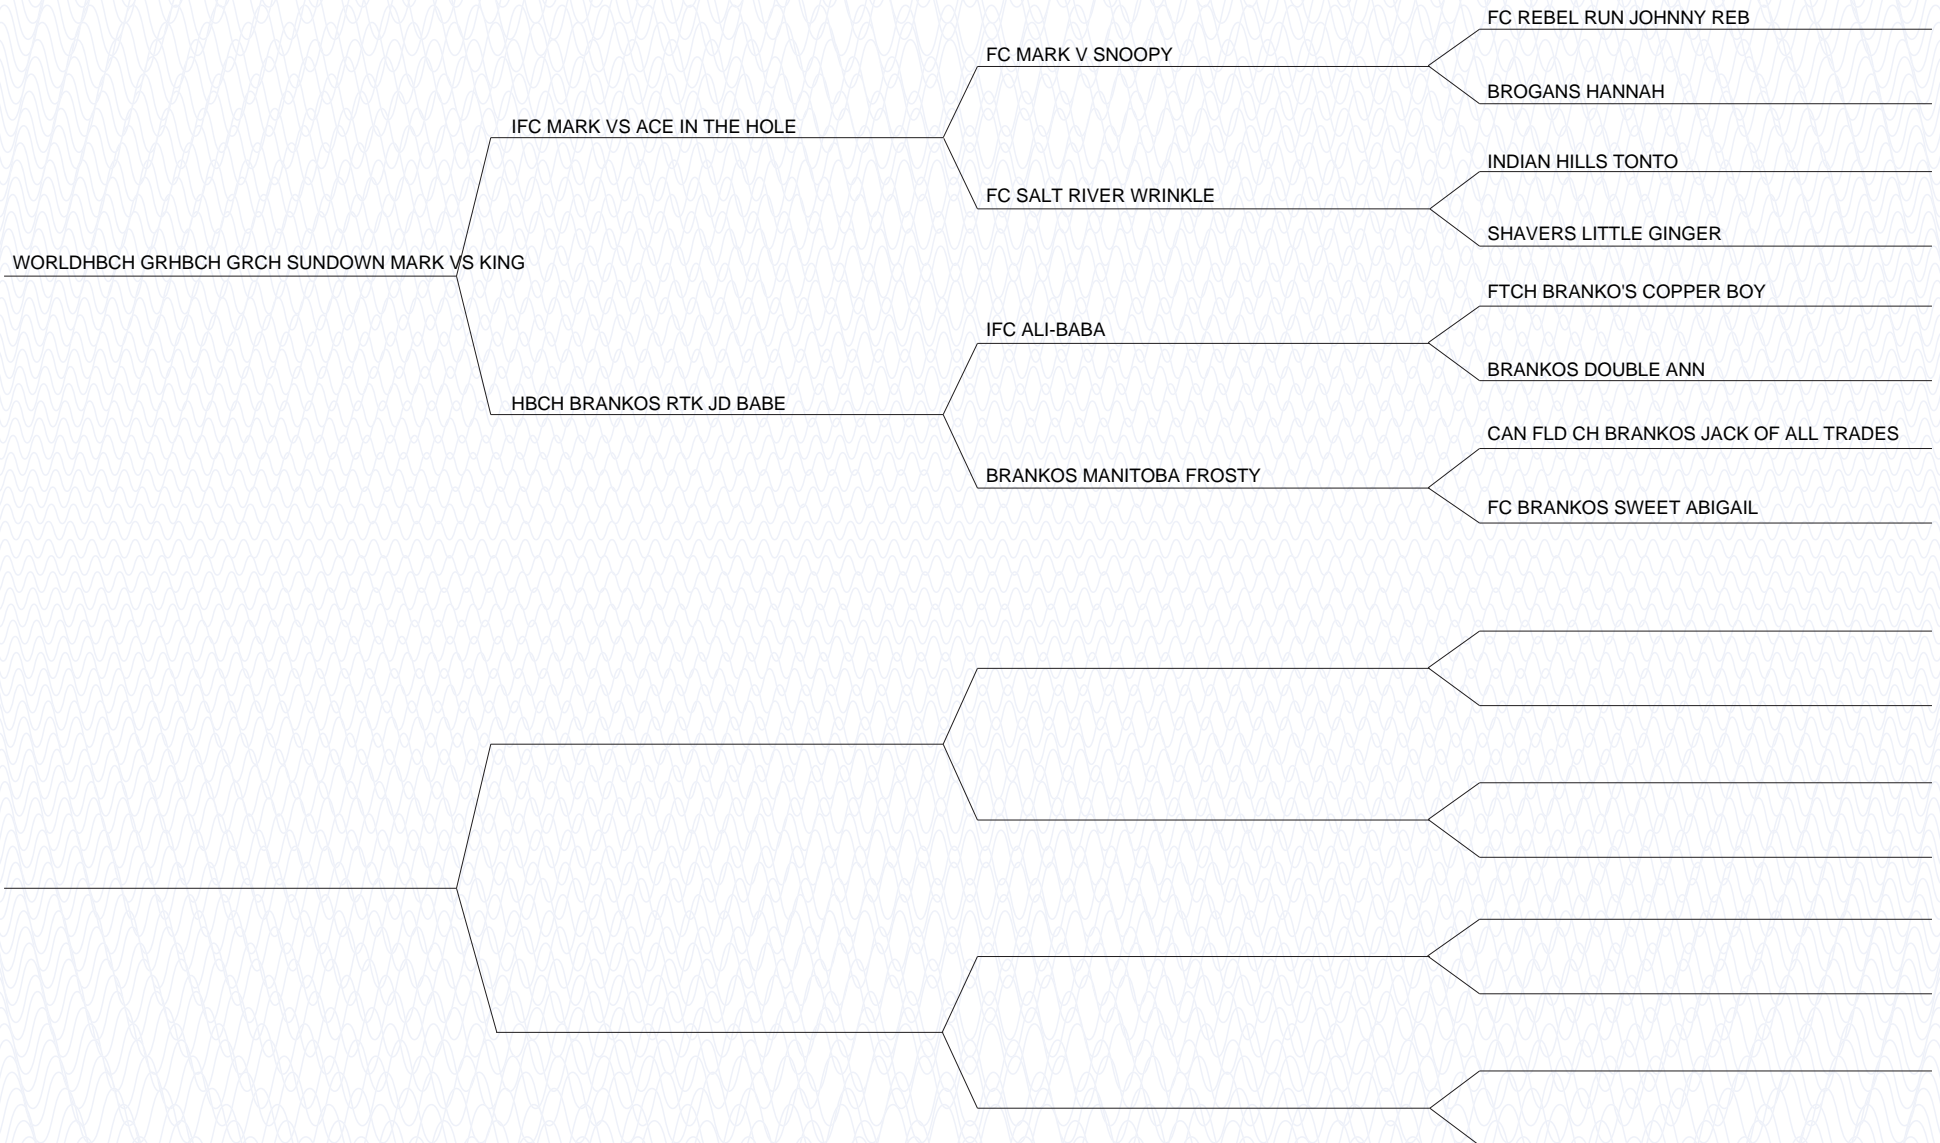 FC REBEL RUN JOHNNY REB
FC MARK V SNOOPY
BROGANS HANNAH
IFC MARK VS ACE IN THE HOLE
INDIAN HILLS TONTO
FC SALT RIVER WRINKLE
SHAVERS LITTLE GINGER
WORLDHBCH GRHBCH GRCH SUNDOWN MARK VS KING
FTCH BRANKO'S COPPER BOY
IFC ALI-BABA
BRANKOS DOUBLE ANN
HBCH BRANKOS RTK JD BABE
CAN FLD CH BRANKOS JACK OF ALL TRADES
BRANKOS MANITOBA FROSTY
FC BRANKOS SWEET ABIGAIL